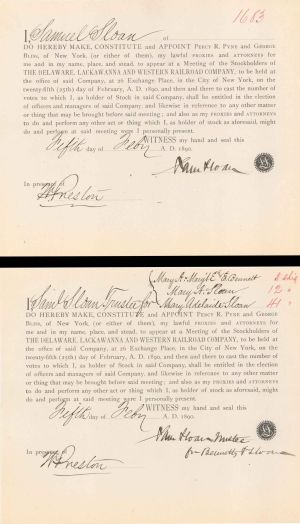 1683
I, Samuel Sloan of
DO HEREBY MAKE, CONSTITUTE and APPOINT PERCY R. PYNE and GEORGE
BLISS, of New York, (or either of them), my lawful PROXIES and ATTORNEYS
for me and in my name, place, and stead, to appear at a Meeting of the Stockholders of
THE DELAWARE, LACKAWANNA AND WESTERN RAILROAD COMPANY, to be held
at the office of said Company, at 26 Exchange Place, in the City of New York, on the
twenty-fifth (25th) day of February, A. D. 1890, and then and there to cast the number of
votes to which I, as holder of Stock in said Company, shall be entitled in the election
of officers and managers of said Company, and likewise in reference to any other matter
or thing that may be brought before said meeting; and also as my PROXIES and ATTORNEYS
to do and perform any other act or thing which I, as holder of Stock as aforesaid, might
do and perform at said meeting were I personally present.
WITNESS my hand and seal this
Fifth day of Feby A. D. 1890.
Sam Sloan
In presence of
W. Preston
Mary A. Sloan 12 "
Mary Adelaide Sloan 41 "
I, Saml Sloan Trustee for
DO HEREBY MAKE, CONSTITUTE and APPOINT PERCY R. PYNE and GEORGE
BLISS, of New York (or either of them), my lawful PROXIES and ATTORNEYS for
me and in my name, place, and stead, to appear at a Meeting of the Stockholders of
THE DELAWARE, LACKAWANNA AND WESTERN RAILROAD COMPANY, to be held
at the office of said Company, at 26 Exchange Place, in the City of New York, on the
twenty-fifth (25th) day of February, A. D. 1890, and then and there to cast the number
of votes to which I, as holder of Stock in said Company, shall be entitled in the election of
officers and managers of said Company, and likewise in reference to any other matter or
thing that may be brought before said meeting; and also as my PROXIES and ATTORNEYS to
do and perform any other act or thing which I, as holder of Stock as aforesaid, might do
and perform at said meeting were I personally present.
WITNESS my hand and seal this
Fifth day of Feby A. D. 1890.
Sam Sloan Trustee
for Bennett & Sloan
In presence of
W. Preston